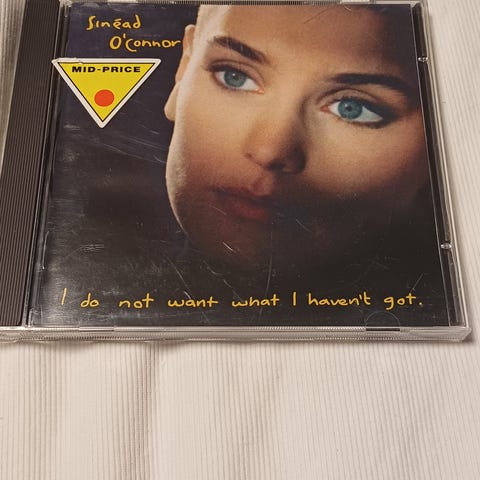 Sinéad
O'Connor
MID-PRICE
I do not want what I haven't got.